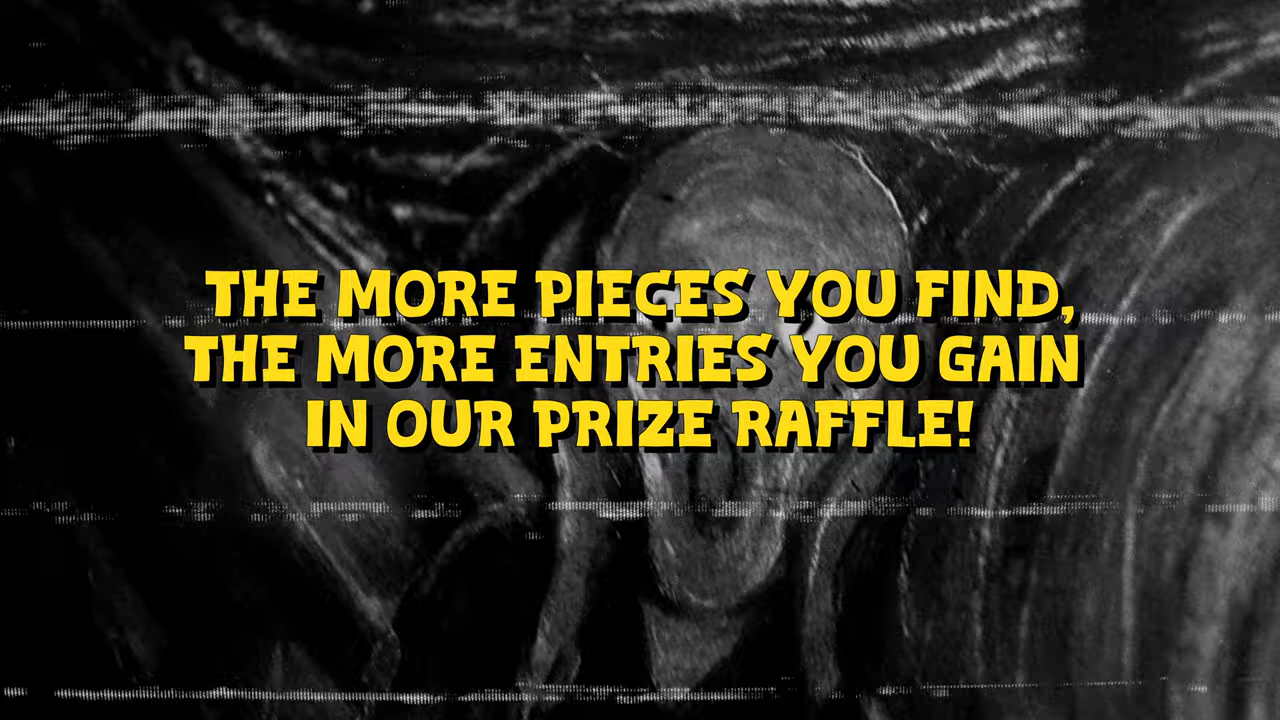 THE MORE PIECES YOU FIND,
THE MORE ENTRIES YOU GAIN
IN OUR PRIZE RAFFLE!